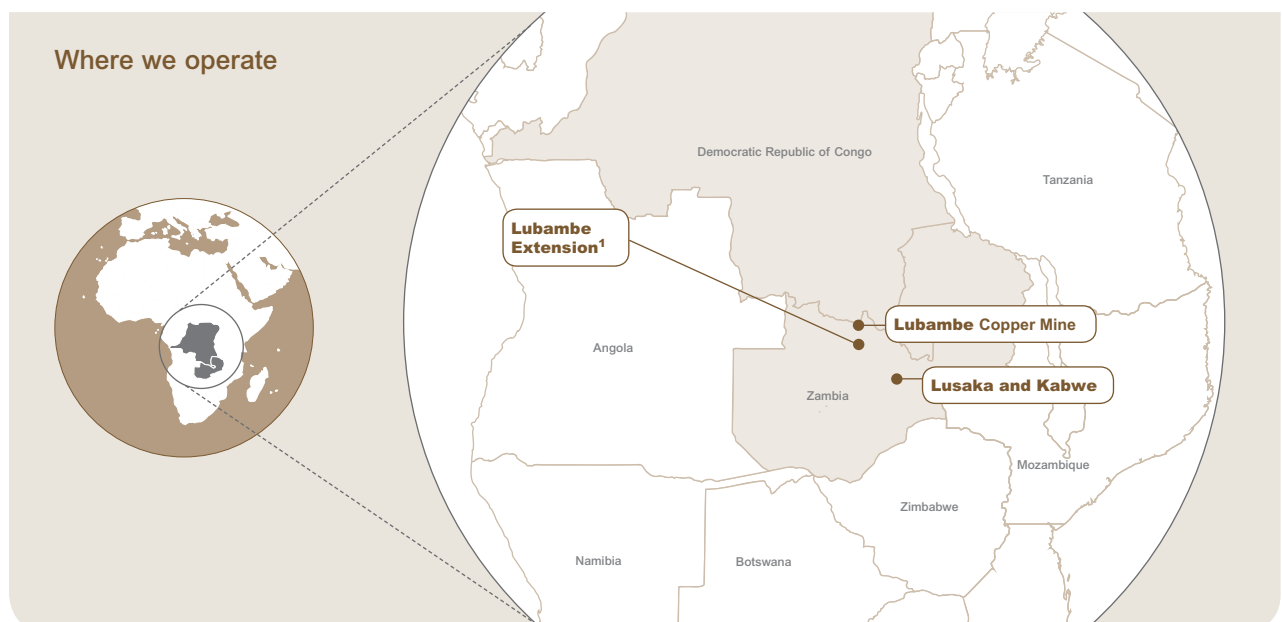 Where we operate
Democratic Republic of Congo
Tanzania
Lubambe
Extension¹
Lubambe Copper Mine
Angola
Lusaka and Kabwe
Zambia
Mozambique
Zimbabwe
Namibia
Botswana